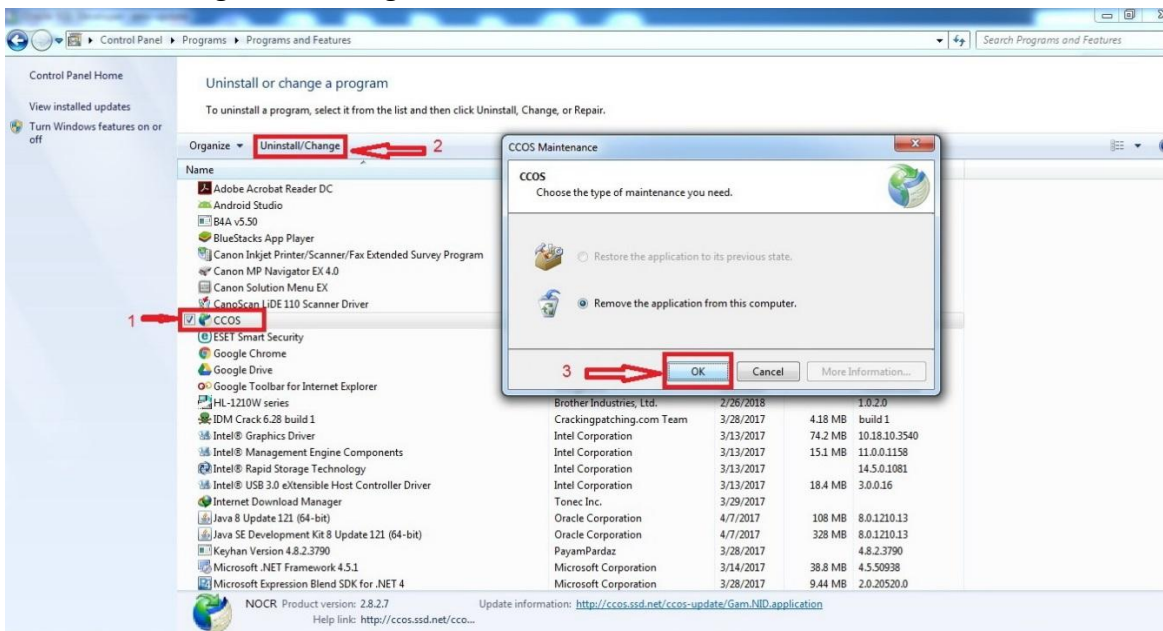 Control Panel ▸ Programs ▸ Programs and Features
Search Programs and Features
Control Panel Home
View installed updates
Turn Windows features on or
off
Uninstall or change a program
To uninstall a program, select it from the list and then click Uninstall, Change, or Repair.
Organize
Uninstall/Change
2
Name
Adobe Acrobat Reader DC
Android Studio
B4A v5.50
BlueStacks App Player
Canon Inkjet Printer/Scanner/Fax Extended Survey Program
Canon MP Navigator EX 4.0
Canon Solution Menu EX
CanoScan LiDE 110 Scanner Driver
1
CCOS
ESET Smart Security
Google Chrome
Google Drive
Google Toolbar for Internet Explorer
CCOS Maintenance
CCOS
Choose the type of maintenance you need.
Restore the application to its previous state.
Remove the application from this computer.
3
OK Cancel More Information...
HL-1210W series Brother Industries, Ltd. 2/26/2018 1.0.2.0
IDM Crack 6.28 build 1 Crackingpatching.com Team 3/28/2017 4.18 MB build 1
Intel® Graphics Driver Intel Corporation 3/13/2017 74.2 MB 10.18.10.3540
Intel® Management Engine Components Intel Corporation 3/13/2017 15.1 MB 11.0.0.1158
Intel® Rapid Storage Technology Intel Corporation 3/13/2017 14.5.0.1081
Intel® USB 3.0 eXtensible Host Controller Driver Intel Corporation 3/13/2017 18.4 MB 3.0.0.16
Internet Download Manager Tonec Inc. 3/29/2017
Java 8 Update 121 (64-bit) Oracle Corporation 4/7/2017 108 MB 8.0.1210.13
Java SE Development Kit 8 Update 121 (64-bit) Oracle Corporation 4/7/2017 328 MB 8.0.1210.13
Keyhan Version 4.8.2.3790 PayamPardaz 3/28/2017 4.8.2.3790
Microsoft .NET Framework 4.5.1 Microsoft Corporation 3/14/2017 38.8 MB 4.5.50938
Microsoft Expression Blend SDK for .NET 4 Microsoft Corporation 3/28/2017 9.44 MB 2.0.20520.0
NOCR Product version: 2.8.2.7 Update information: http://ccos.ssd.net/ccos-update/Gam.NID.application
Help link: http://ccos.ssd.net/cco...